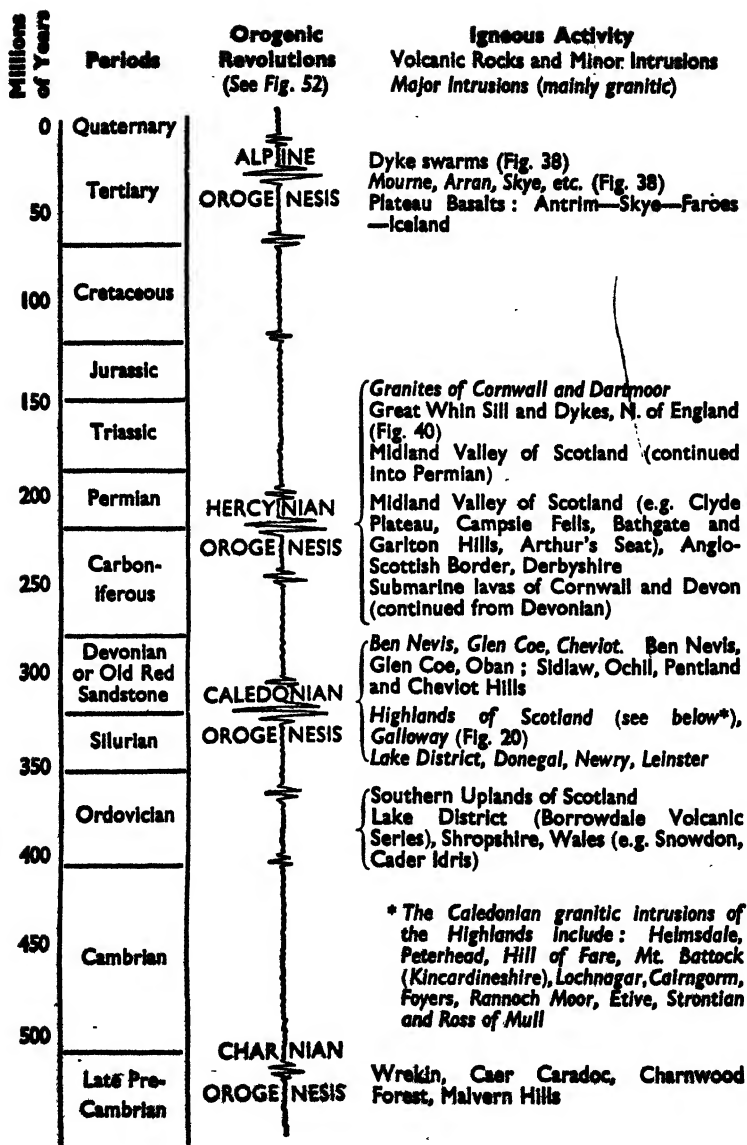 Millions
of Years
Periods
Orogenic
Revolutions
(See Fig. 52)
Igneous Activity
Volcanic Rocks and Minor Intrusions
Major Intrusions (mainly granitic)
0
50
100
150
200
250
300
350
400
450
500
Quaternary
Tertiary
Cretaceous
Jurassic
Triassic
Permian
Carbon-
iferous
Devonian
or Old Red
Sandstone
Silurian
Ordovician
Cambrian
Late Pre-
Cambrian
ALPINE
OROGENESIS
HERCYNIAN
OROGENESIS
CALEDONIAN
OROGENESIS
CHARNIAN
OROGENESIS
Dyke swarms (Fig. 38)
Mourne, Arran, Skye, etc. (Fig. 38)
Plateau Basalts : Antrim—Skye—Faroes
—Iceland
Granites of Cornwall and Dartmoor
Great Whin Sill and Dykes, N. of England
(Fig. 40)
Midland Valley of Scotland (continued
into Permian)
Midland Valley of Scotland (e.g. Clyde
Plateau, Campsie Fells, Bathgate and
Garlton Hills, Arthur's Seat), Anglo-
Scottish Border, Derbyshire
Submarine lavas of Cornwall and Devon
(continued from Devonian)
Ben Nevis, Glen Coe, Cheviot. Ben Nevis,
Glen Coe, Oban ; Sidlaw, Ochil, Pentland
and Cheviot Hills
Highlands of Scotland (see below*),
Galloway (Fig. 20)
Lake District, Donegal, Newry, Leinster
Southern Uplands of Scotland
Lake District (Borrowdale Volcanic
Series), Shropshire, Wales (e.g. Snowdon,
Cader Idris)
* The Caledonian granitic intrusions of
the Highlands include : Helmsdale,
Peterhead, Hill of Fare, Mt. Battock
(Kincardineshire), Lochnagar, Cairngorm,
Foyers, Rannoch Moor, Etive, Strontian
and Ross of Mull
Wrekin, Caer Caradoc, Charnwood
Forest, Malvern Hills